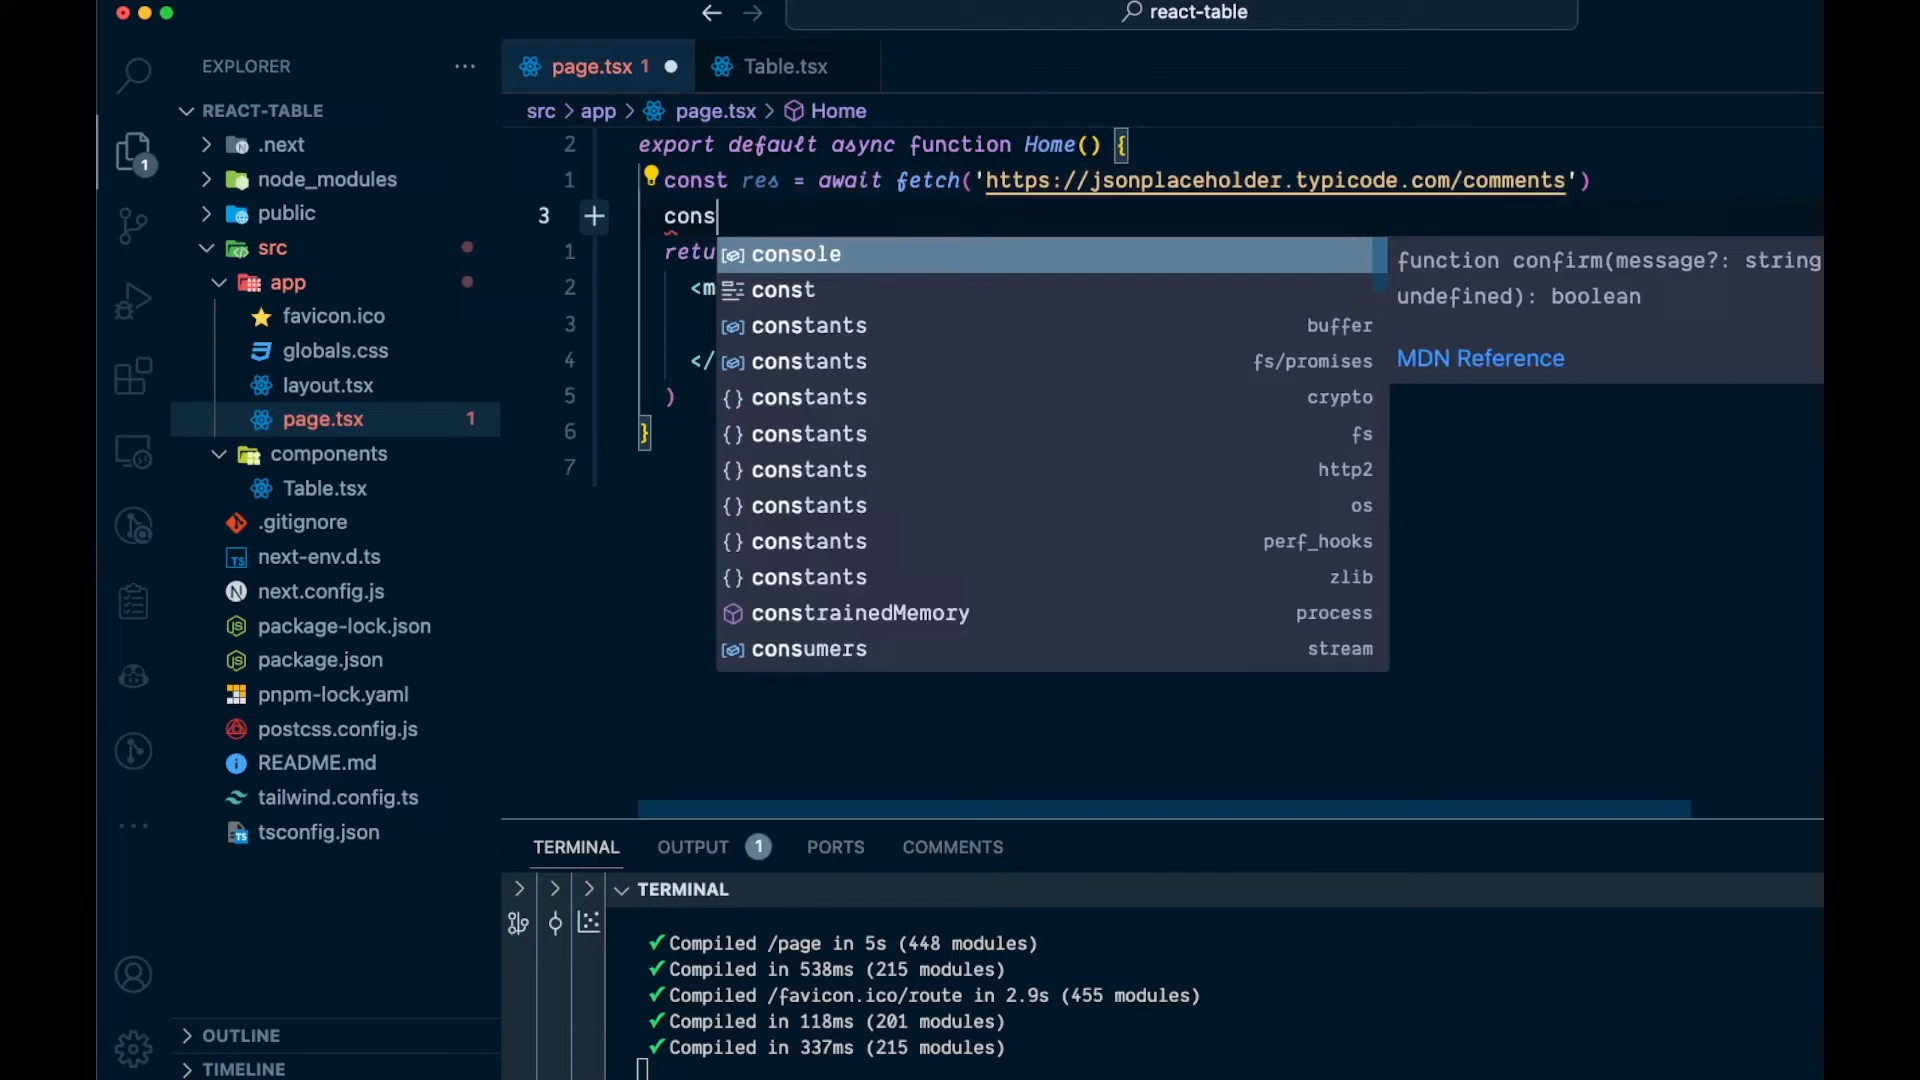 react-table
EXPLORER
page.tsx 1
Table.tsx
REACT-TABLE
src > app > page.tsx > Home
.next
node_modules
public
src
app
favicon.ico
globals.css
layout.tsx
page.tsx 1
components
Table.tsx
.gitignore
next-env.d.ts
next.config.js
package-lock.json
package.json
pnpm-lock.yaml
postcss.config.js
README.md
tailwind.config.ts
tsconfig.json
OUTLINE
TIMELINE
1
2 export default async function Home() {
1 const res = await fetch('https://jsonplaceholder.typicode.com/comments')
3 cons
1 retu
2 <m
3
4 </
5 )
6 }
7
console
const
constants buffer
constants fs/promises
constants crypto
constants fs
constants http2
constants os
constants perf_hooks
constants zlib
constrainedMemory process
consumers stream
function confirm(message?: string
undefined): boolean
MDN Reference
TERMINAL OUTPUT 1 PORTS COMMENTS
TERMINAL
✓Compiled /page in 5s (448 modules)
✓Compiled in 538ms (215 modules)
✓Compiled /favicon.ico/route in 2.9s (455 modules)
✓Compiled in 118ms (201 modules)
✓Compiled in 337ms (215 modules)